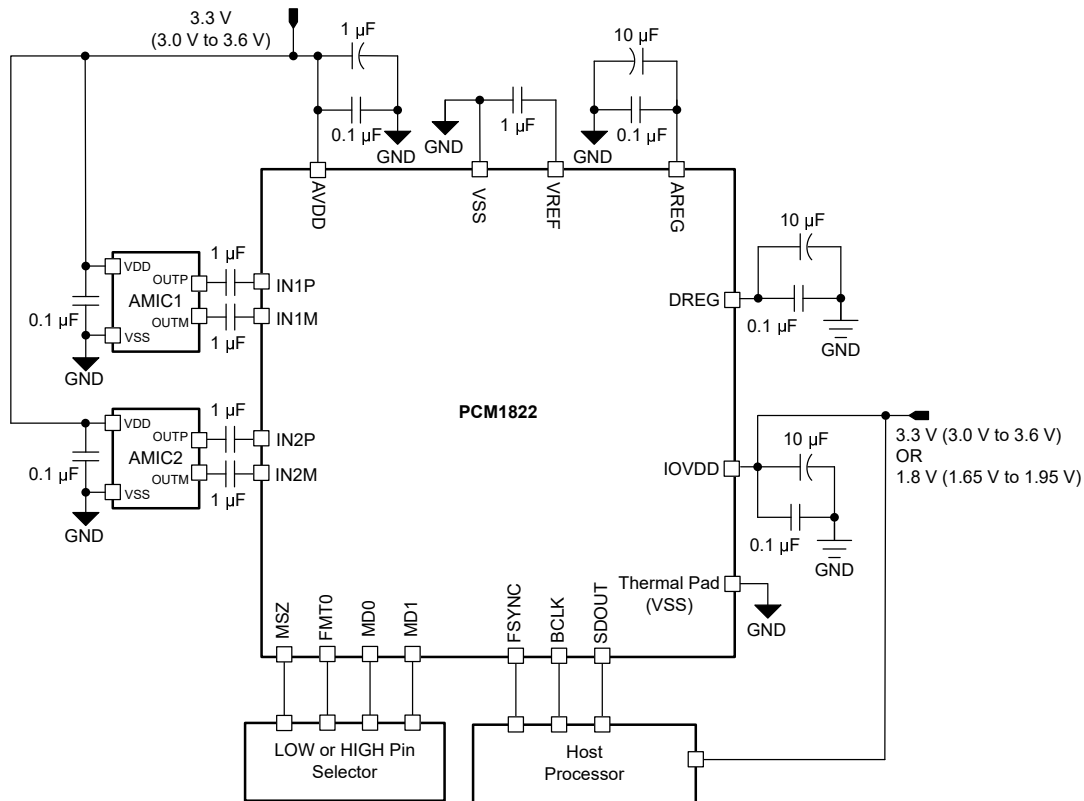 3.3 V
(3.0 V to 3.6 V)
1 µF
0.1 µF
GND
GND
1 µF
10 µF
0.1 µF
GND
AVDD
VSS
VREF
AREG
VDD
OUTP
AMIC1
OUTM
VSS
0.1 µF
GND
1 µF
1 µF
IN1P
IN1M
VDD
OUTP
AMIC2
OUTM
VSS
0.1 µF
GND
1 µF
1 µF
IN2P
IN2M
PCM1822
DREG
10 µF
0.1 µF
GND
IOVDD
10 µF
0.1 µF
GND
3.3 V (3.0 V to 3.6 V)
OR
1.8 V (1.65 V to 1.95 V)
Thermal Pad
(VSS)
GND
MSZ
FMT0
MD0
MD1
FSYNC
BCLK
SDOUT
LOW or HIGH Pin
Selector
Host
Processor